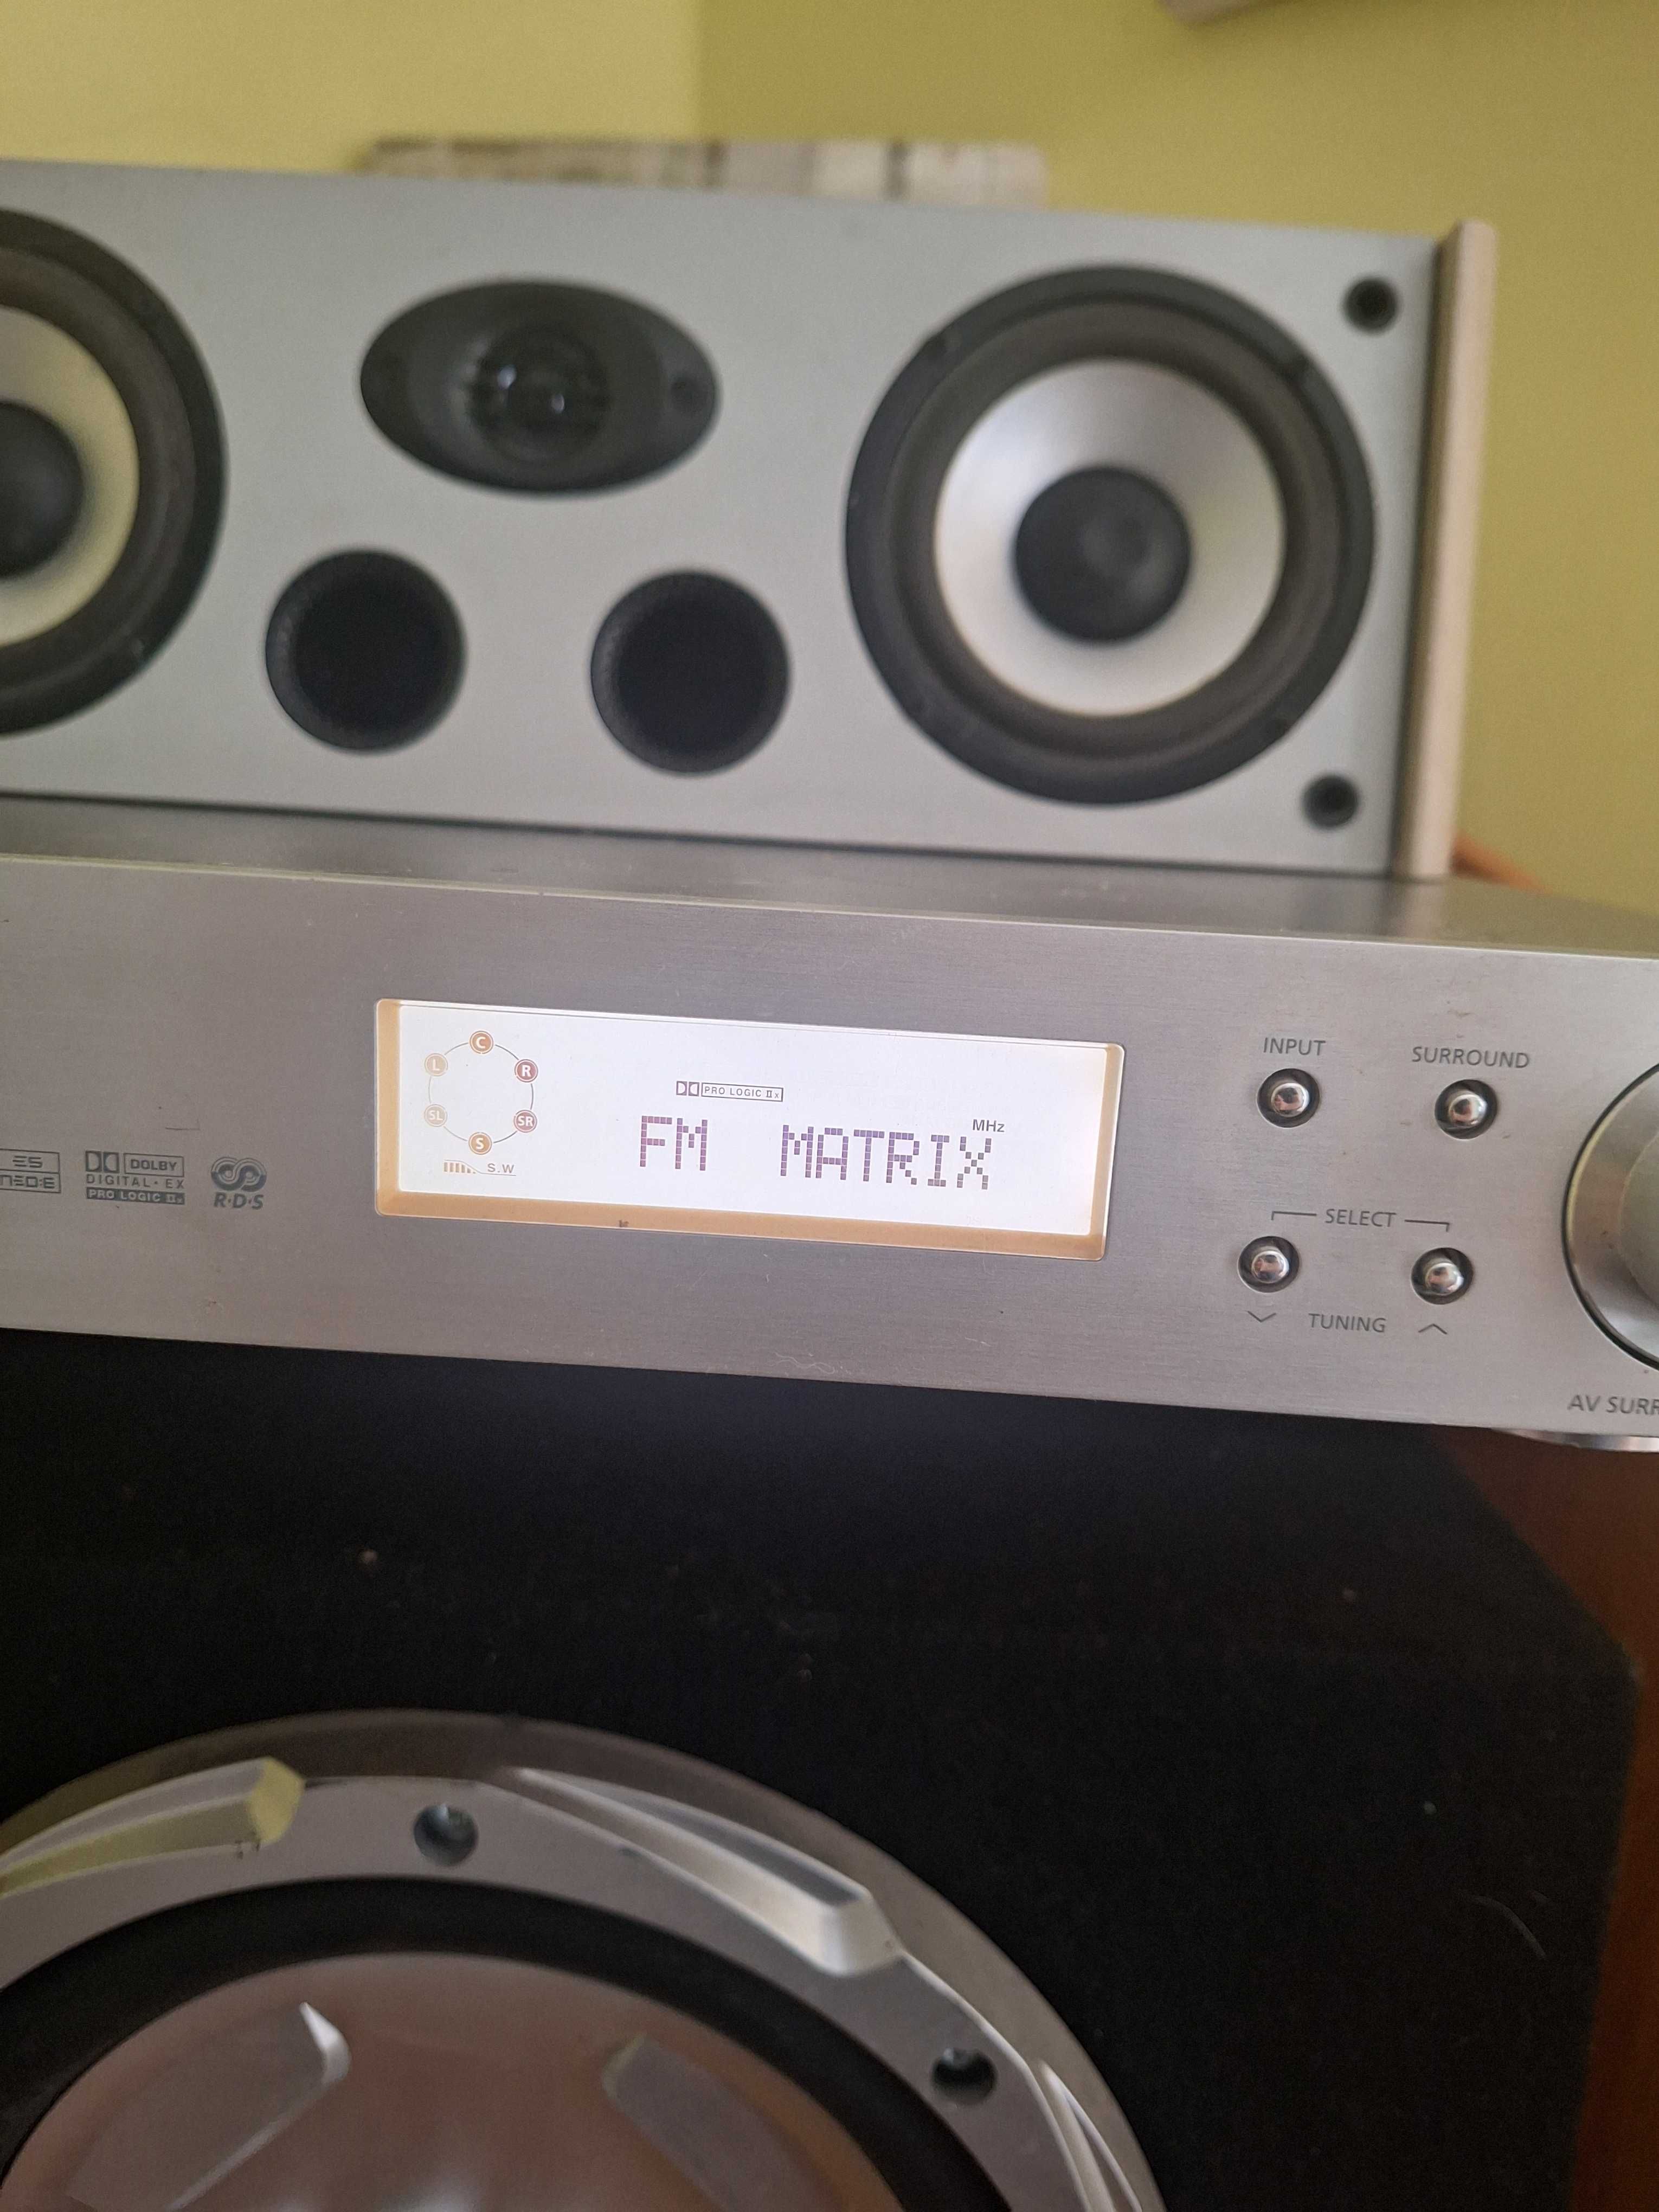 C
L
R
SL
SR
S
S.W
PRO LOGIC IIx
MHz
FM MATRIX
ES
DOLBY
DIGITAL·EX
PRO LOGIC IIx
R·D·S
INPUT
SURROUND
SELECT
TUNING
AV SURR